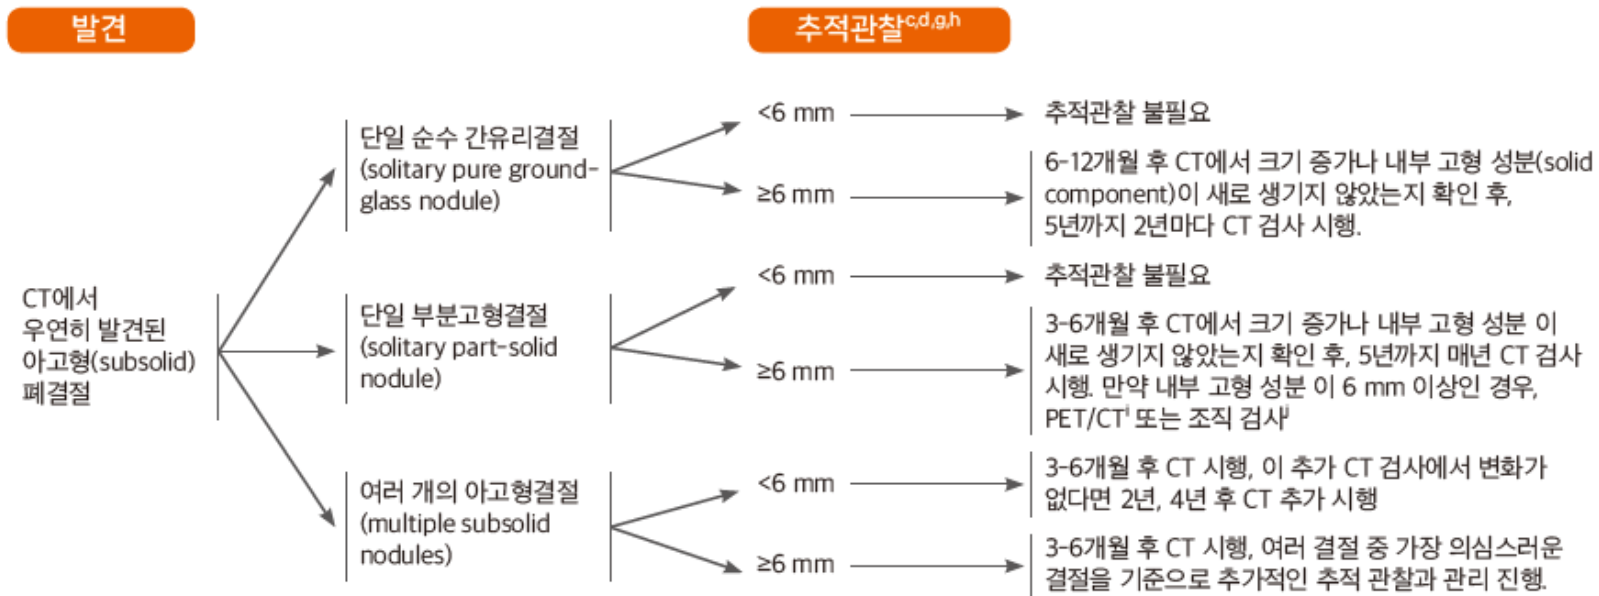 발견
추적관찰c,d,g,h
CT에서
우연히 발견된
아고형(subsolid)
폐결절
단일 순수 간유리결절
(solitary pure ground-
glass nodule)
<6 mm
추적관찰 불필요
≥6 mm
6-12개월 후 CT에서 크기 증가나 내부 고형 성분(solid
component)이 새로 생기지 않았는지 확인 후,
5년까지 2년마다 CT 검사 시행.
단일 부분고형결절
(solitary part-solid
nodule)
<6 mm
추적관찰 불필요
≥6 mm
3-6개월 후 CT에서 크기 증가나 내부 고형 성분 이
새로 생기지 않았는지 확인 후, 5년까지 매년 CT 검사
시행. 만약 내부 고형 성분 이 6 mm 이상인 경우,
PET/CTi 또는 조직 검사j
여러 개의 아고형결절
(multiple subsolid
nodules)
<6 mm
3-6개월 후 CT 시행, 이 추가 CT 검사에서 변화가
없다면 2년, 4년 후 CT 추가 시행
≥6 mm
3-6개월 후 CT 시행, 여러 결절 중 가장 의심스러운
결절을 기준으로 추가적인 추적 관찰과 관리 진행.